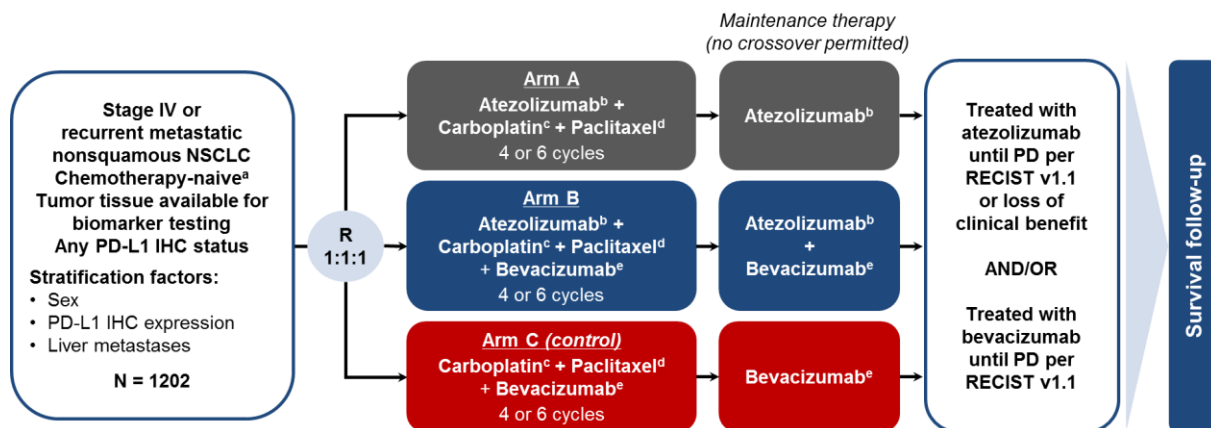 Maintenance therapy
(no crossover permitted)
Stage IV or
recurrent metastatic
nonsquamous NSCLC
Chemotherapy-naiveᵃ
Tumor tissue available for
biomarker testing
Any PD-L1 IHC status
Stratification factors:
• Sex
• PD-L1 IHC expression
• Liver metastases
N = 1202
R
1:1:1
Arm A
Atezolizumabᵇ +
Carboplatinᶜ + Paclitaxelᵈ
4 or 6 cycles
Atezolizumabᵇ
Arm B
Atezolizumabᵇ +
Carboplatinᶜ + Paclitaxelᵈ
+ Bevacizumabᵉ
4 or 6 cycles
Atezolizumabᵇ
+
Bevacizumabᵉ
Arm C (control)
Carboplatinᶜ + Paclitaxelᵈ
+ Bevacizumabᵉ
4 or 6 cycles
Bevacizumabᵉ
Treated with
atezolizumab
until PD per
RECIST v1.1
or loss of
clinical benefit
AND/OR
Treated with
bevacizumab
until PD per
RECIST v1.1
Survival follow-up